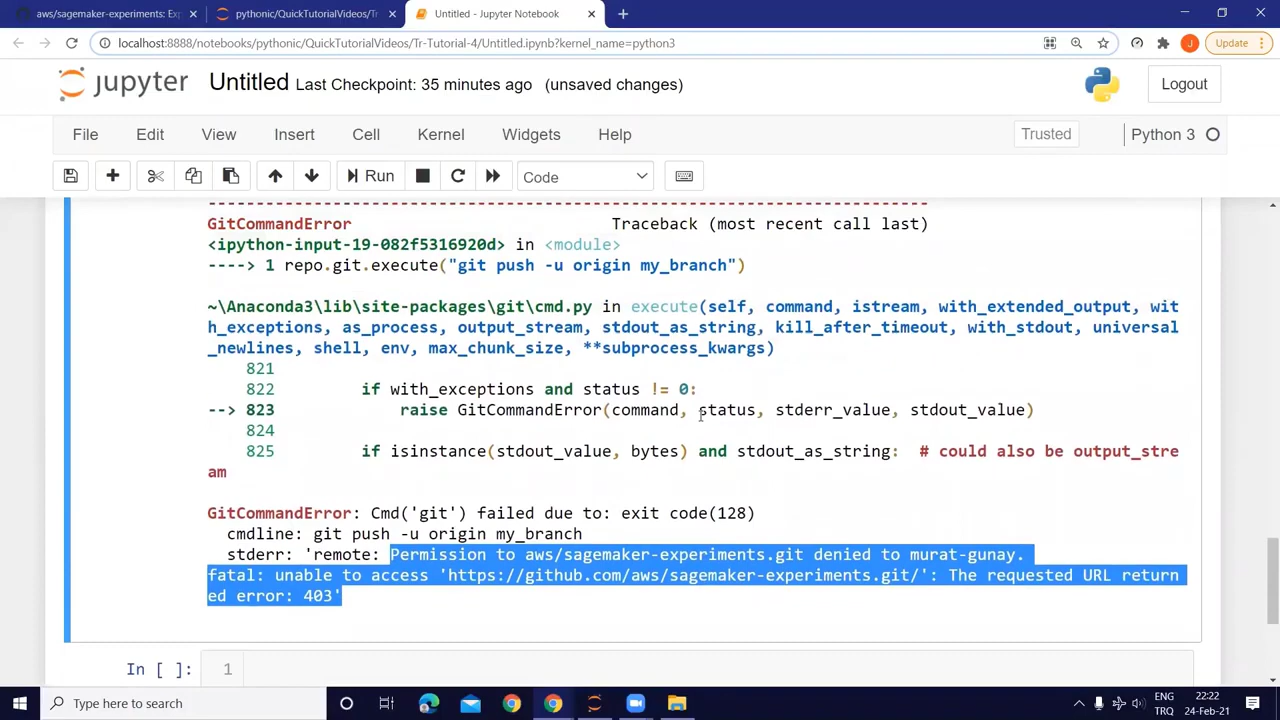 aws/sagemaker-experiments: Exp
pythonic/QuickTutorialVideos/Tr
Untitled - Jupyter Notebook
localhost:8888/notebooks/pythonic/QuickTutorialVideos/Tr-Tutorial-4/Untitled.ipynb?kernel_name=python3
J
Update
jupyter Untitled Last Checkpoint: 35 minutes ago (unsaved changes)
Logout
File Edit View Insert Cell Kernel Widgets Help
Trusted
Python 3
Run
Code
--------------------------------------------------------------------------
GitCommandError Traceback (most recent call last)
<ipython-input-19-082f5316920d> in <module>
----> 1 repo.git.execute("git push -u origin my_branch")
~\Anaconda3\lib\site-packages\git\cmd.py in execute(self, command, istream, with_extended_output, wit
h_exceptions, as_process, output_stream, stdout_as_string, kill_after_timeout, with_stdout, universal
_newlines, shell, env, max_chunk_size, **subprocess_kwargs)
821
822 if with_exceptions and status != 0:
--> 823 raise GitCommandError(command, status, stderr_value, stdout_value)
824
825 if isinstance(stdout_value, bytes) and stdout_as_string: # could also be output_stre
am
GitCommandError: Cmd('git') failed due to: exit code(128)
cmdline: git push -u origin my_branch
stderr: 'remote: Permission to aws/sagemaker-experiments.git denied to murat-gunay.
fatal: unable to access 'https://github.com/aws/sagemaker-experiments.git/': The requested URL return
ed error: 403'
In [ ]: 1
Type here to search
ENG
TRQ
22:22
24-Feb-21